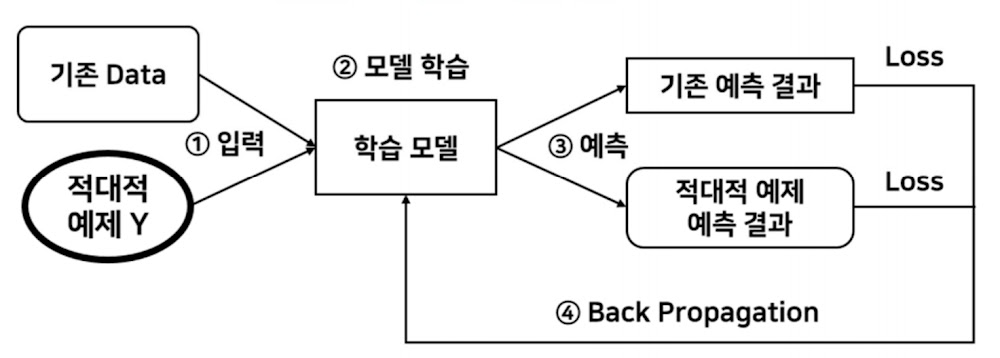 기존 Data
② 모델 학습
① 입력
적대적
예제 Y
학습 모델
③ 예측
기존 예측 결과
Loss
적대적 예제
예측 결과
Loss
④ Back Propagation